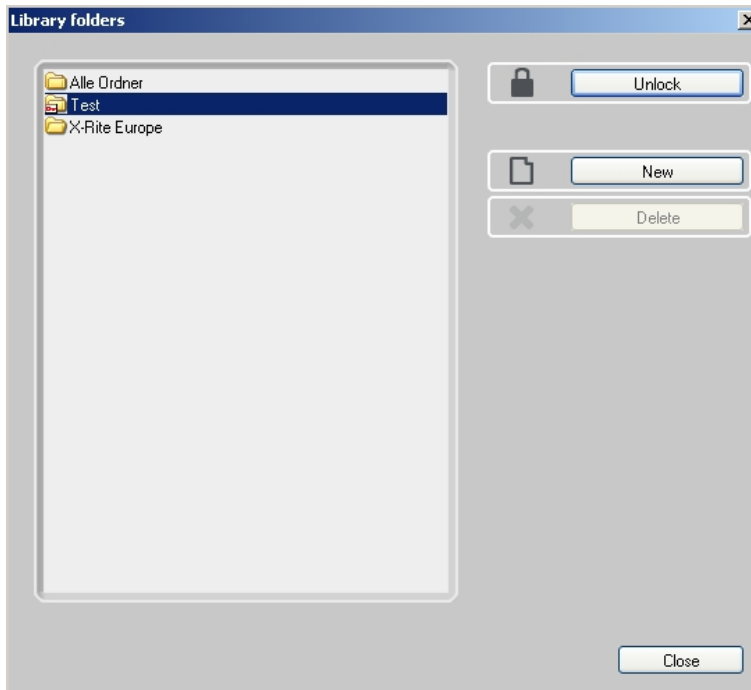 Library folders
Alle Ordner
Test
X-Rite Europe
Unlock
New
Delete
Close